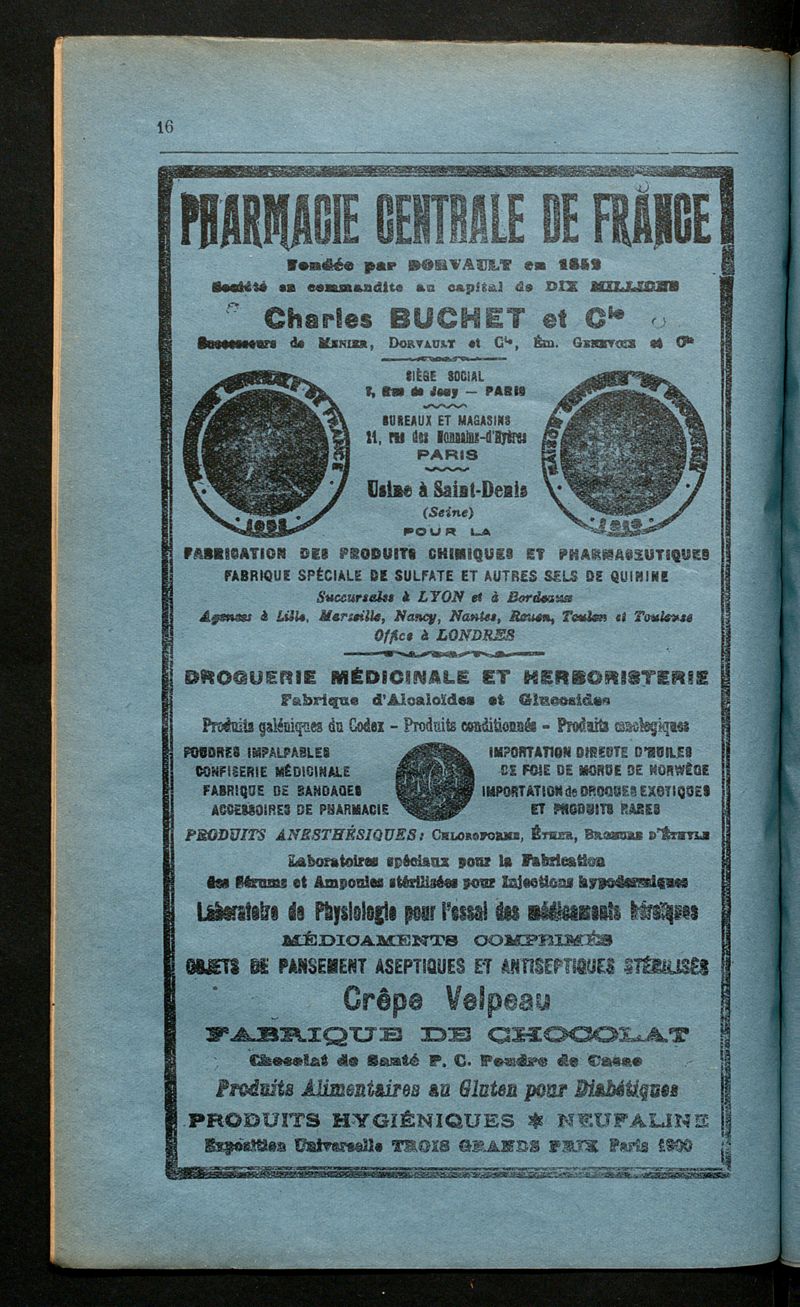 16
PHARMACIE CENTRALE DE FRANCE
Fondée par DORVAULT en 1852
Société en commandite au capital de DIX MILLIONS
Charles BUCHET et Cie
Successeurs de MENIER, DORVAULT et Cie, Ém. GENEVOIX et Cie
PHARMACIE CENTRALE DE FRANCE
1852
SIÈGE SOCIAL
7, Rue de Jouy — PARIS
BUREAUX ET MAGASINS
21, rue des Nonnains-d'Hyères
PARIS
Usine à Saint-Denis
(Seine)
POUR LA
MAISON
FABRICATION DES PRODUITS CHIMIQUES ET PHARMACEUTIQUES
FABRIQUE SPÉCIALE DE SULFATE ET AUTRES SELS DE QUININE
Succursales à LYON et à Bordeaux
Agences à Lille, Marseille, Nancy, Nantes, Rouen, Toulon et Toulouse
Office à LONDRES
DROGUERIE MÉDICINALE ET HERBORISTERIE
Fabrique d'Alcaloïdes et Glucosides
Produits galéniques du Codex - Produits conditionnés - Produits œnologiques
POUDRES IMPALPABLES
CONFISERIE MÉDICINALE
FABRIQUE DE BANDAGES
ACCESSOIRES DE PHARMACIE
IMPORTATION DIRECTE D'HUILES
DE FOIE DE MORUE DE NORWÈGE
IMPORTATION de DROGUES EXOTIQUES
ET PRODUITS RARES
PRODUITS ANESTHÉSIQUES: CHLOROFORME, ÉTHER, BROMURE D'ÉTHYLE
Laboratoires spéciaux pour la Fabrication
des Sérums et Ampoules stérilisées pour Injections hypodermiques
Laboratoire de Physiologie pour l'essai des médicaments héroïques
MÉDICAMENTS COMPRIMÉS
OBJETS DE PANSEMENT ASEPTIQUES ET ANTISEPTIQUES STÉRILISÉS
Crêpe Velpeau
FABRIQUE DE CHOCOLAT
Chocolat de Santé P. C. Poudre de Cacao
Produits Alimentaires au Gluten pour Diabétiques
PRODUITS HYGIÉNIQUES * NEUFALINE
Exposition Universelle TROIS GRANDS PRIX Paris 1900